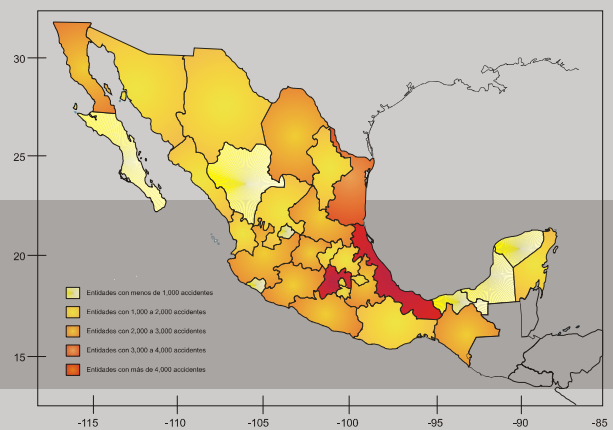 30
25
20
15
Entidades con menos de 1,000 accidentes
Entidades con 1,000 a 2,000 accidentes
Entidades con 2,000 a 3,000 accidentes
Entidades con 3,000 a 4,000 accidentes
Entidades con más de 4,000 accidentes
-115 -110 -105 -100 -95 -90 -85